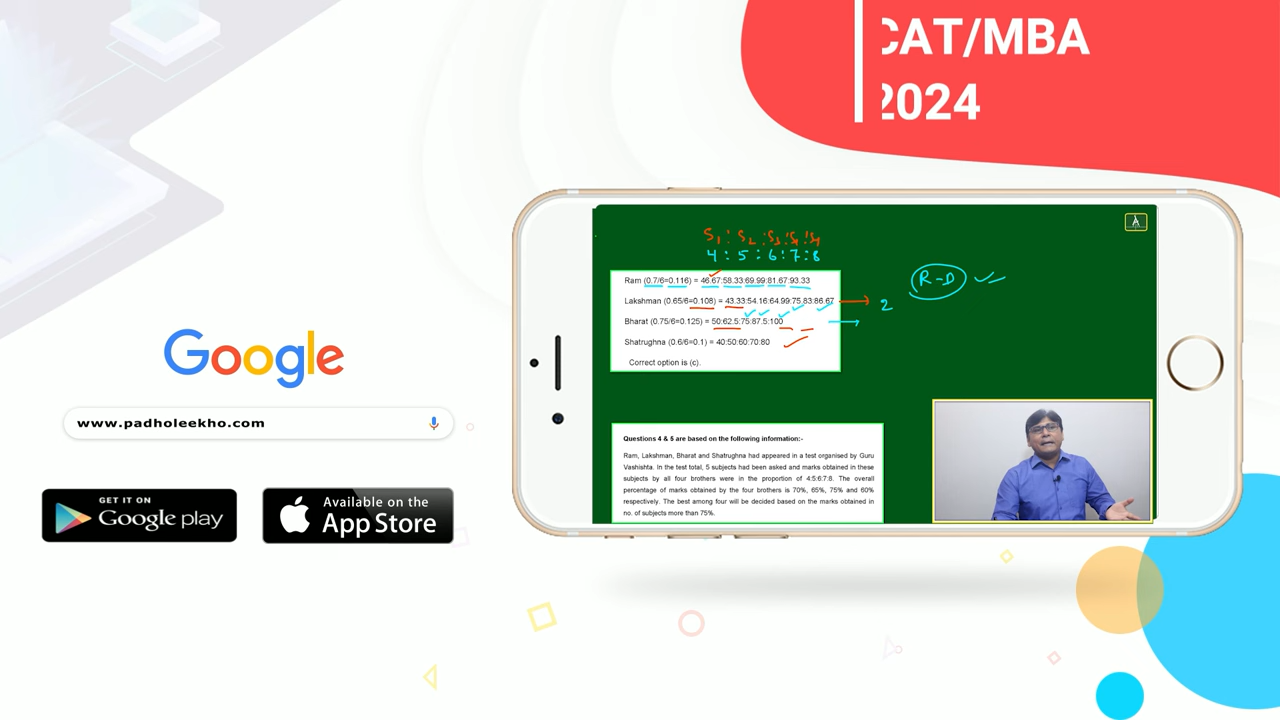 CAT/MBA
2024
Google
www.padholeekho.com
GET IT ON
Google play
Available on the
App Store
S1 : S2 : S3 : S4 : S5
4 : 5 : 6 : 7 : 8
Ram (0.7/6=0.116) = 46.67:58.33:69.99:81.67:93.33
Lakshman (0.65/6=0.108) = 43.33:54.16:64.99:75.83:86.67
2
R-D
Bharat (0.75/6=0.125) = 50:62.5:75:87.5:100
Shatrughna (0.6/6=0.1) = 40:50:60:70:80
Correct option is (c).
Questions 4 & 5 are based on the following information:-
Ram, Lakshman, Bharat and Shatrughna had appeared in a test organised by Guru
Vashishta. In the test total, 5 subjects had been asked and marks obtained in these
subjects by all four brothers were in the proportion of 4:5:6:7:8. The overall
percentage of marks obtained by the four brothers is 70%, 65%, 75% and 60%
respectively. The best among four will be decided based on the marks obtained in
no. of subjects more than 75%.